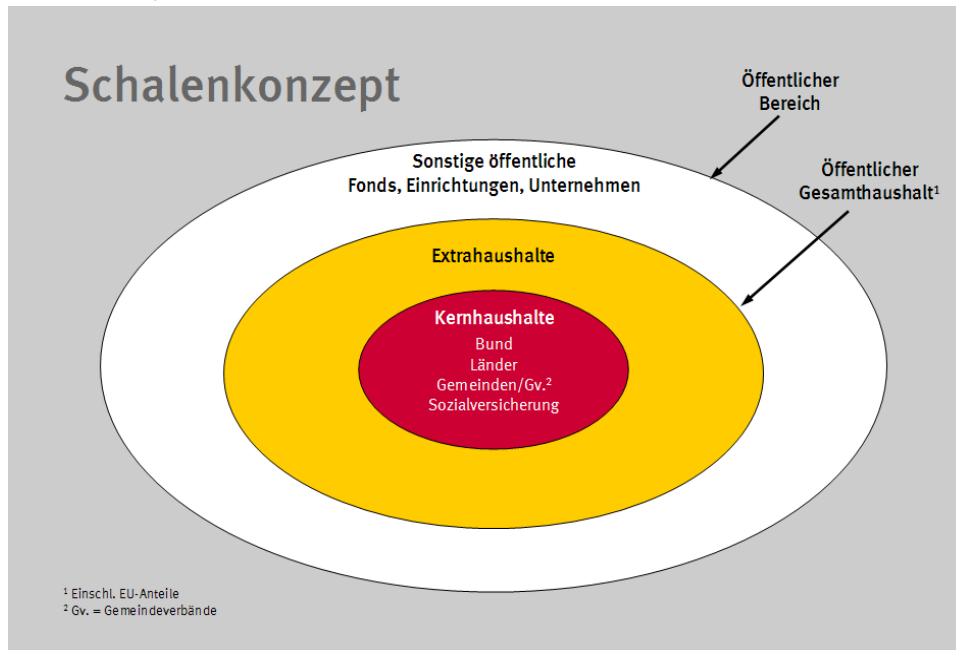 Schalenkonzept
Öffentlicher
Bereich
Sonstige öffentliche
Fonds, Einrichtungen, Unternehmen
Öffentlicher
Gesamthaushalt¹
Extrahaushalte
Kernhaushalte
Bund
Länder
Gemeinden/Gv.²
Sozialversicherung
¹ Einschl. EU-Anteile
² Gv. = Gemeindeverbände